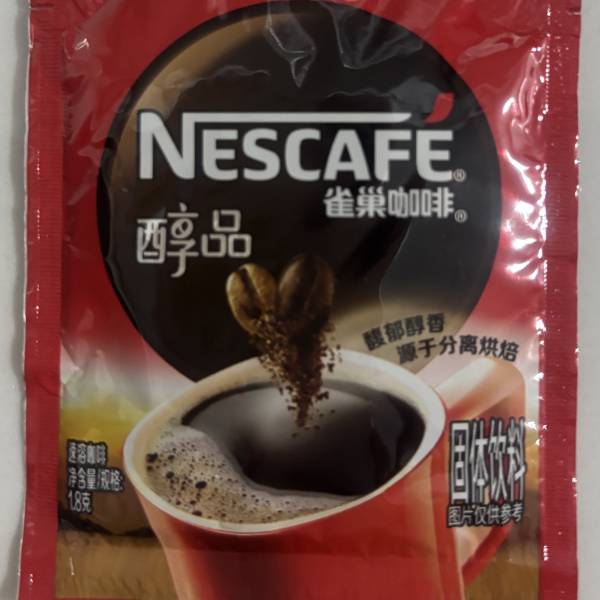 NESCAFÉ®
雀巢咖啡®
醇品
馥郁醇香
源于分离烘焙
速溶咖啡
净含量/规格:
1.8克
固体饮料
图片仅供参考